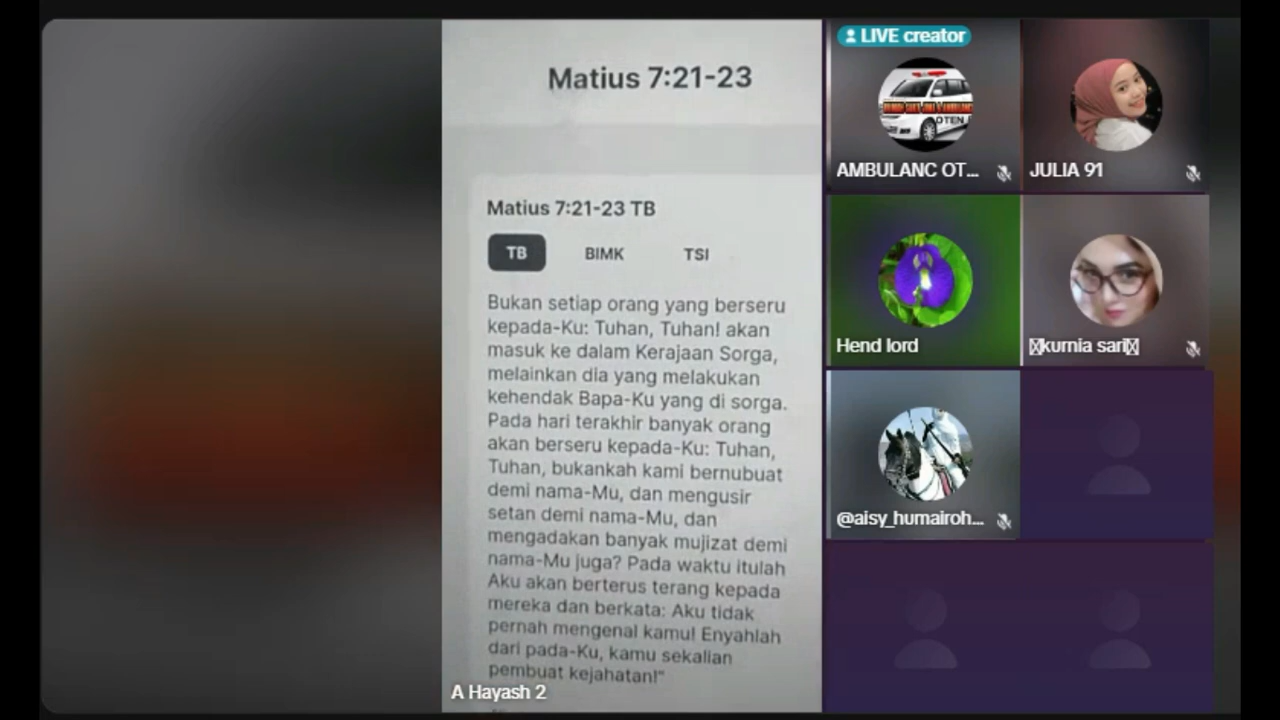 Matius 7:21-23
Matius 7:21-23 TB
TB BIMK TSI
Bukan setiap orang yang berseru
kepada-Ku: Tuhan, Tuhan! akan
masuk ke dalam Kerajaan Sorga,
melainkan dia yang melakukan
kehendak Bapa-Ku yang di sorga.
Pada hari terakhir banyak orang
akan berseru kepada-Ku: Tuhan,
Tuhan, bukankah kami bernubuat
demi nama-Mu, dan mengusir
setan demi nama-Mu, dan
mengadakan banyak mujizat demi
nama-Mu juga? Pada waktu itulah
Aku akan berterus terang kepada
mereka dan berkata: Aku tidak
pernah mengenal kamu! Enyahlah
dari pada-Ku, kamu sekalian
pembuat kejahatan!"
A Hayash 2
LIVE creator
OTEN
AMBULANC OT...
JULIA 91
Hend lord
kurnia sari
@aisy_humairoh...